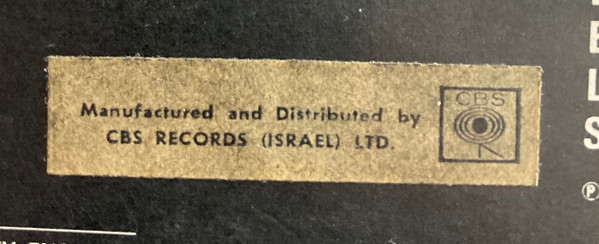 Manufactured and Distributed by
CBS RECORDS (ISRAEL) LTD.
CBS
E
L
S
℗